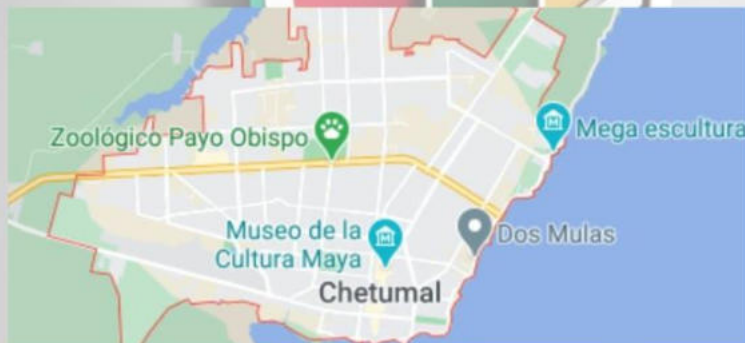 Zoológico Payo Obispo
Mega escultura
Museo de la
Cultura Maya
Dos Mulas
Chetumal